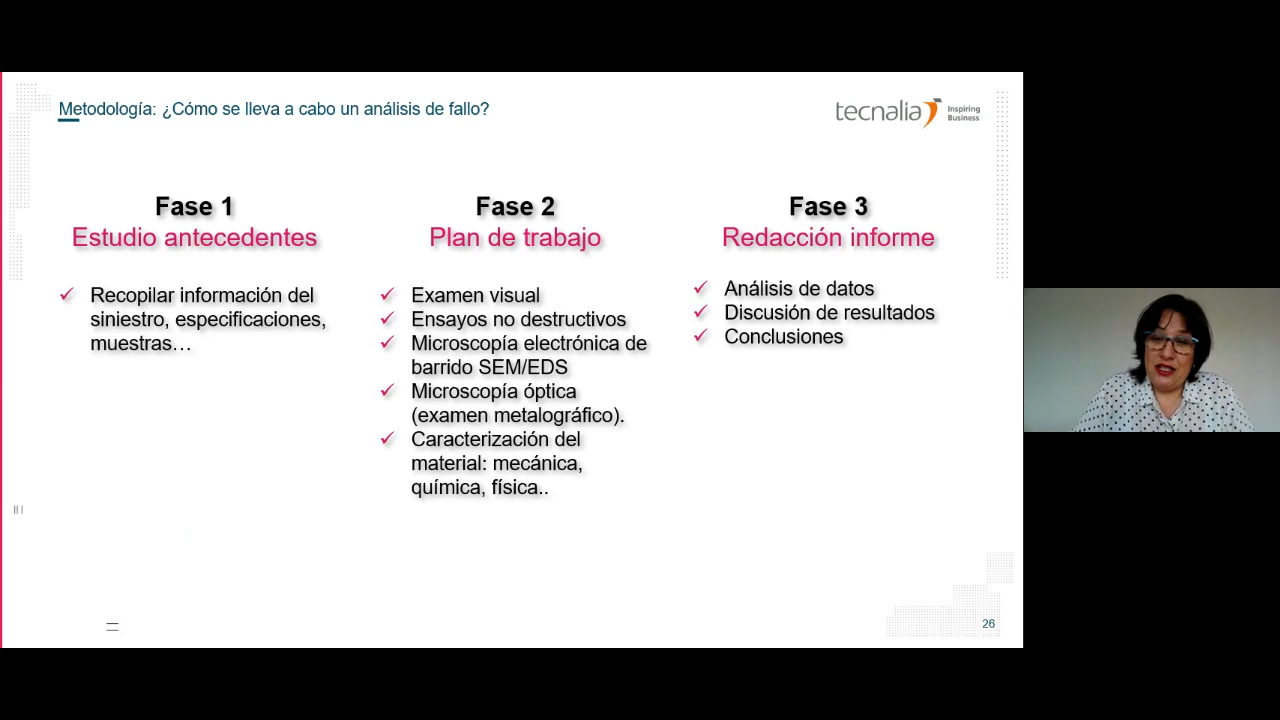 Metodología: ¿Cómo se lleva a cabo un análisis de fallo?
tecnalia Inspiring
Business
Fase 1
Estudio antecedentes
Recopilar información del
siniestro, especificaciones,
muestras…
Fase 2
Plan de trabajo
Examen visual
Ensayos no destructivos
Microscopía electrónica de
barrido SEM/EDS
Microscopía óptica
(examen metalográfico).
Caracterización del
material: mecánica,
química, física..
Fase 3
Redacción informe
Análisis de datos
Discusión de resultados
Conclusiones
26